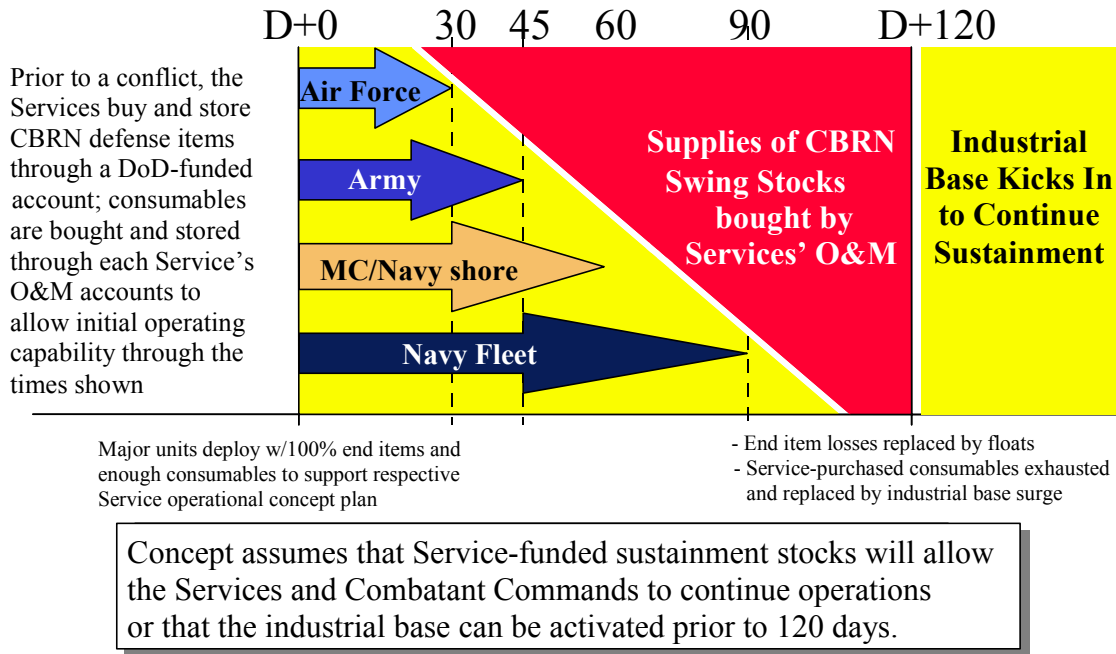 D+0 30 45 60 90 D+120
Prior to a conflict, the
Services buy and store
CBRN defense items
through a DoD-funded
account; consumables
are bought and stored
through each Service's
O&M accounts to
allow initial operating
capability through the
times shown
Air Force
Army
MC/Navy shore
Navy Fleet
Supplies of CBRN
Swing Stocks
bought by
Services' O&M
Industrial
Base Kicks In
to Continue
Sustainment
Major units deploy w/100% end items and
enough consumables to support respective
Service operational concept plan
- End item losses replaced by floats
- Service-purchased consumables exhausted
and replaced by industrial base surge
Concept assumes that Service-funded sustainment stocks will allow
the Services and Combatant Commands to continue operations
or that the industrial base can be activated prior to 120 days.